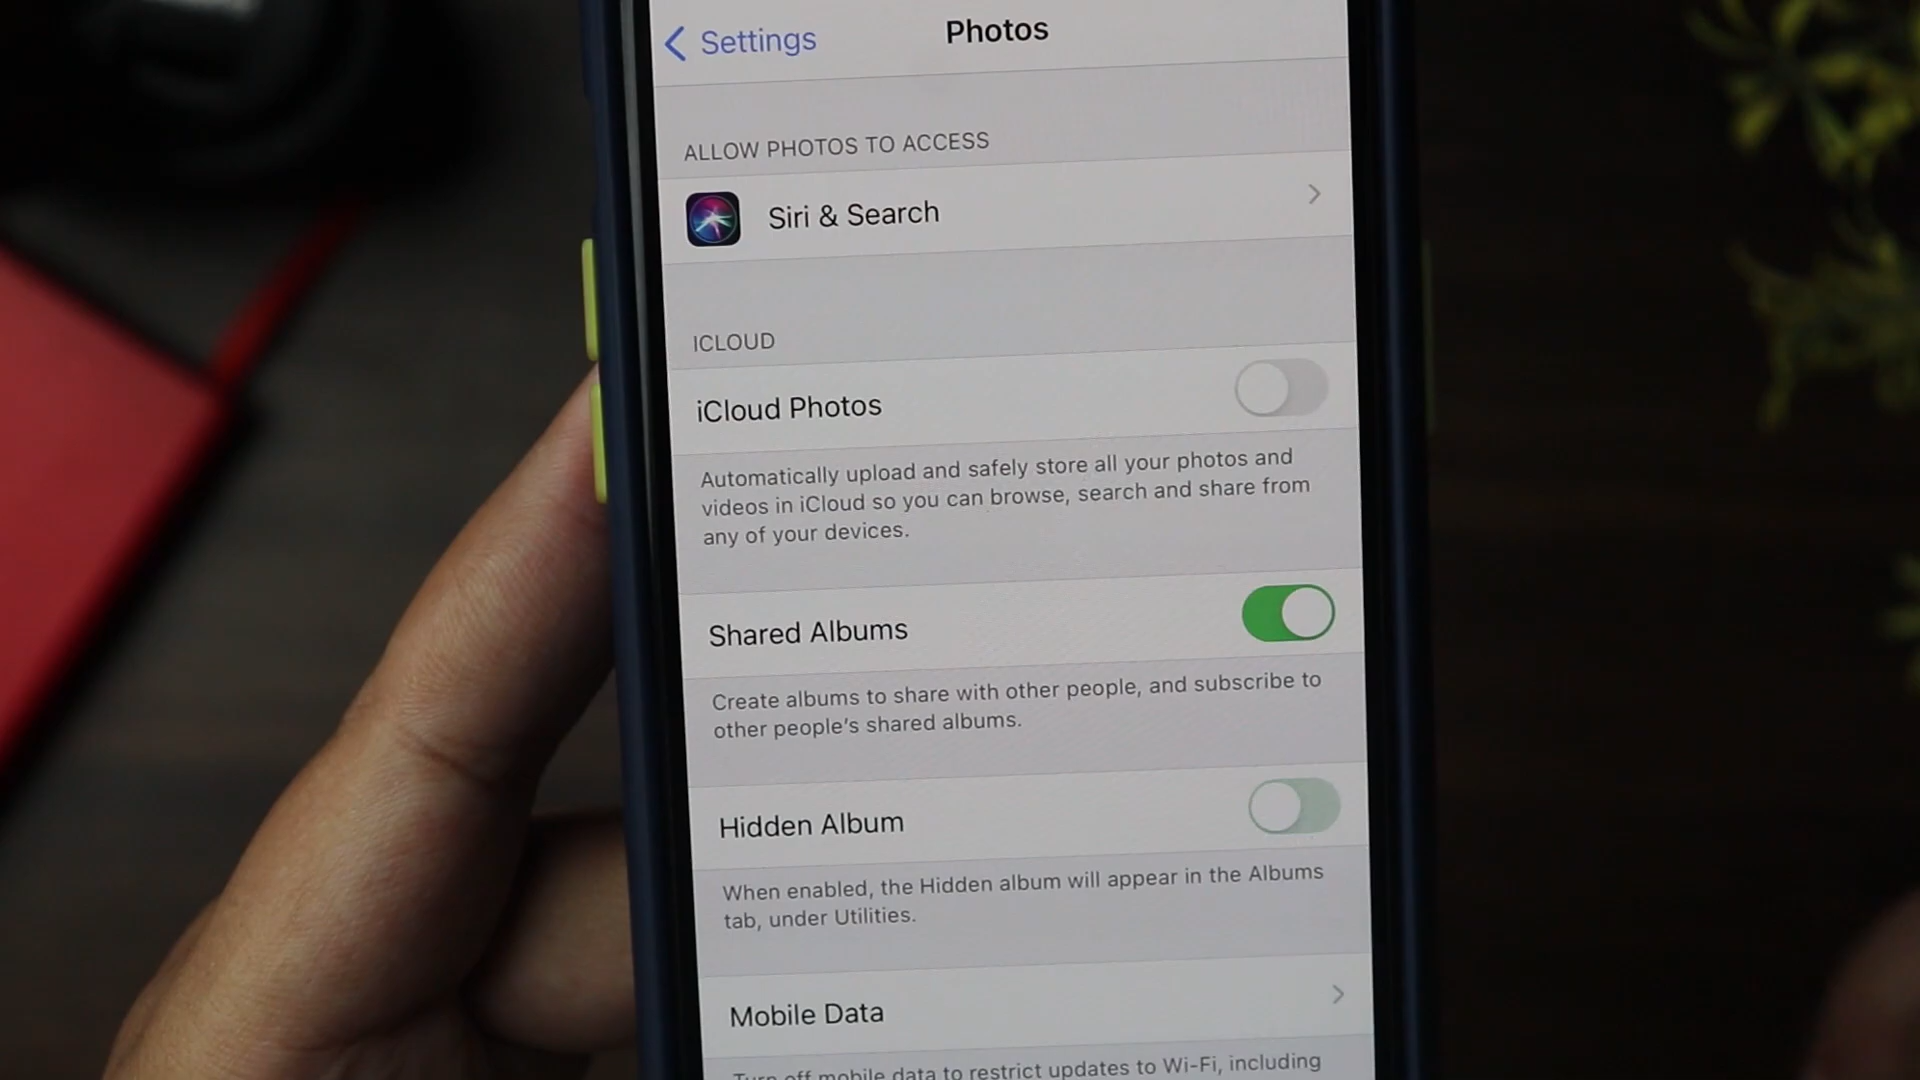 Settings
Photos
ALLOW PHOTOS TO ACCESS
Siri & Search
ICLOUD
iCloud Photos
Automatically upload and safely store all your photos and
videos in iCloud so you can browse, search and share from
any of your devices.
Shared Albums
Create albums to share with other people, and subscribe to
other people’s shared albums.
Hidden Album
When enabled, the Hidden album will appear in the Albums
tab, under Utilities.
Mobile Data
Turn off mobile data to restrict updates to Wi-Fi, including